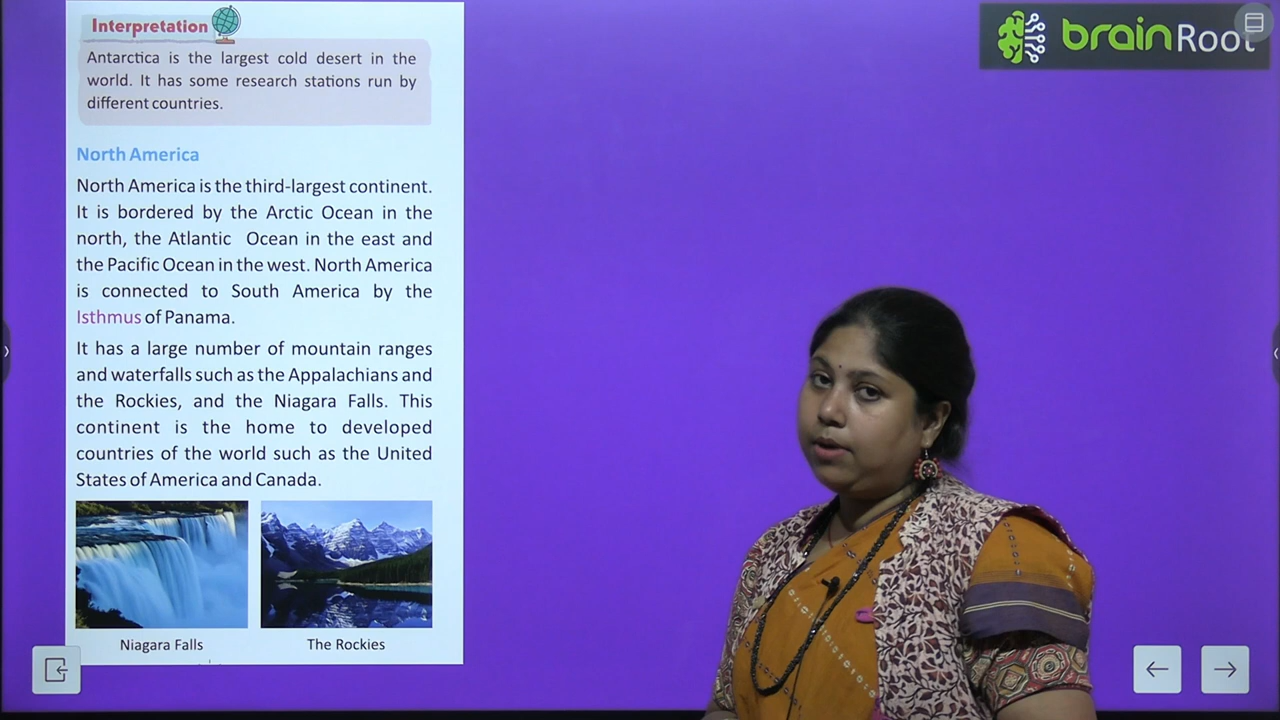 Interpretation
Antarctica is the largest cold desert in the
world. It has some research stations run by
different countries.
North America
North America is the third-largest continent.
It is bordered by the Arctic Ocean in the
north, the Atlantic Ocean in the east and
the Pacific Ocean in the west. North America
is connected to South America by the
Isthmus of Panama.
It has a large number of mountain ranges
and waterfalls such as the Appalachians and
the Rockies, and the Niagara Falls. This
continent is the home to developed
countries of the world such as the United
States of America and Canada.
Niagara Falls
The Rockies
brainRoot